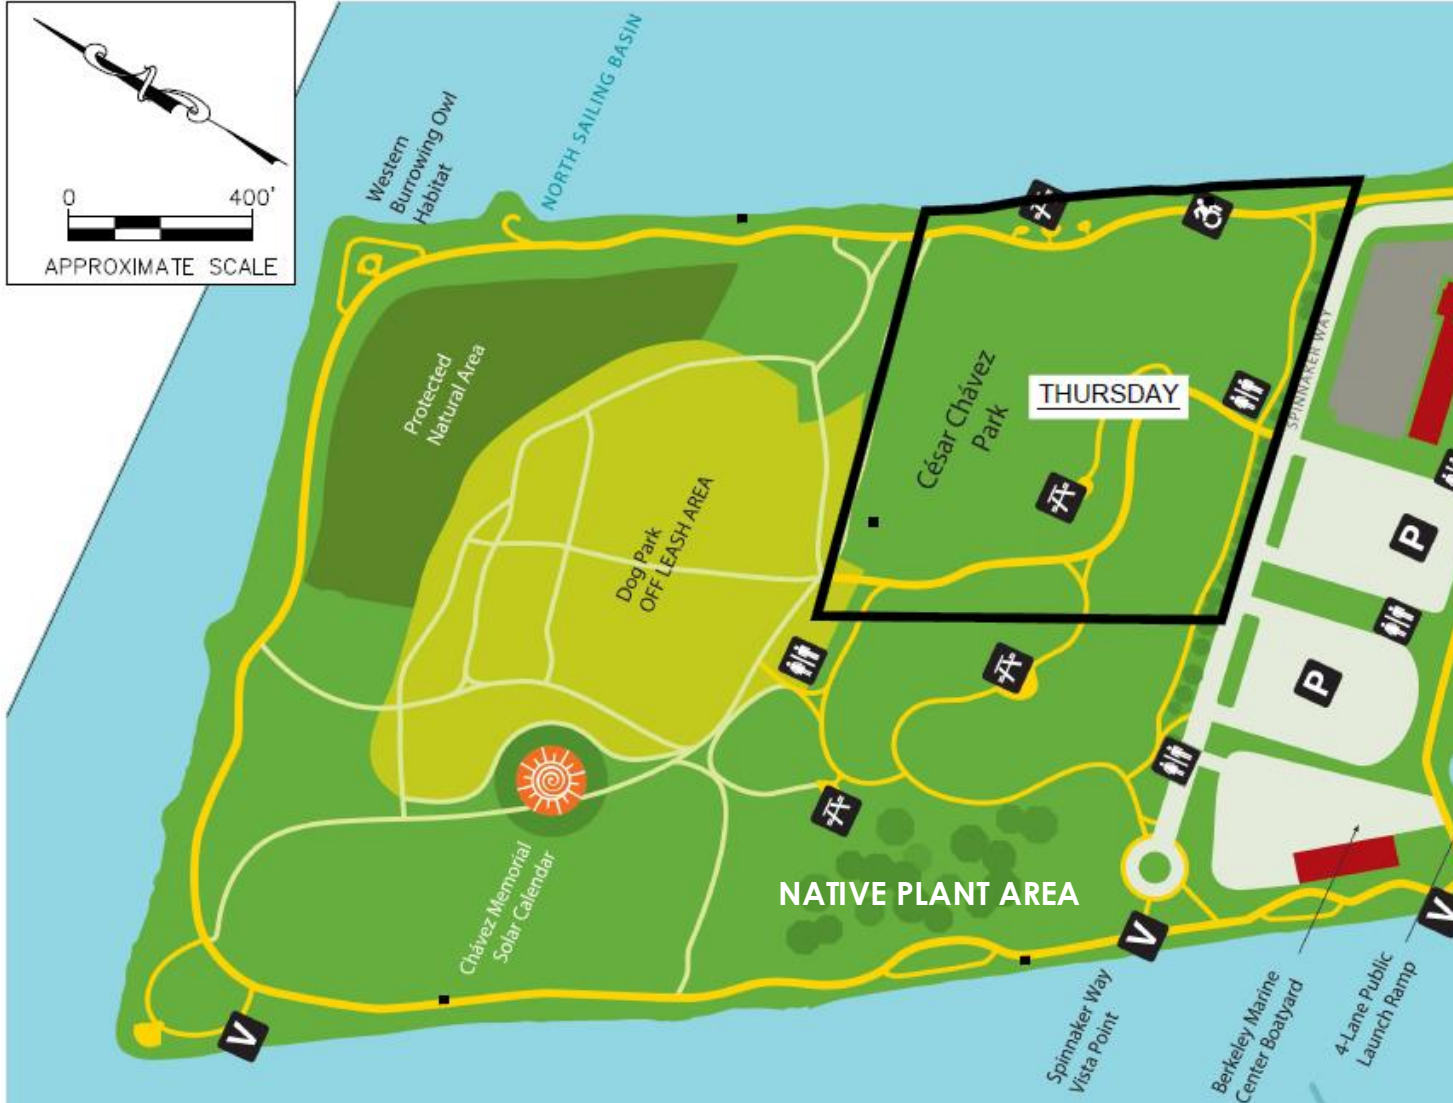 N
0 400'
APPROXIMATE SCALE
Western
Burrowing Owl
Habitat
NORTH SAILING BASIN
Protected
Natural Area
Dog Park
OFF LEASH AREA
César Chávez
Park
THURSDAY
SPINNAKER WAY
P
P
Chávez Memorial
Solar Calendar
NATIVE PLANT AREA
V
V
V
Spinnaker Way
Vista Point
Berkeley Marine
Center Boatyard
4-Lane Public
Launch Ramp